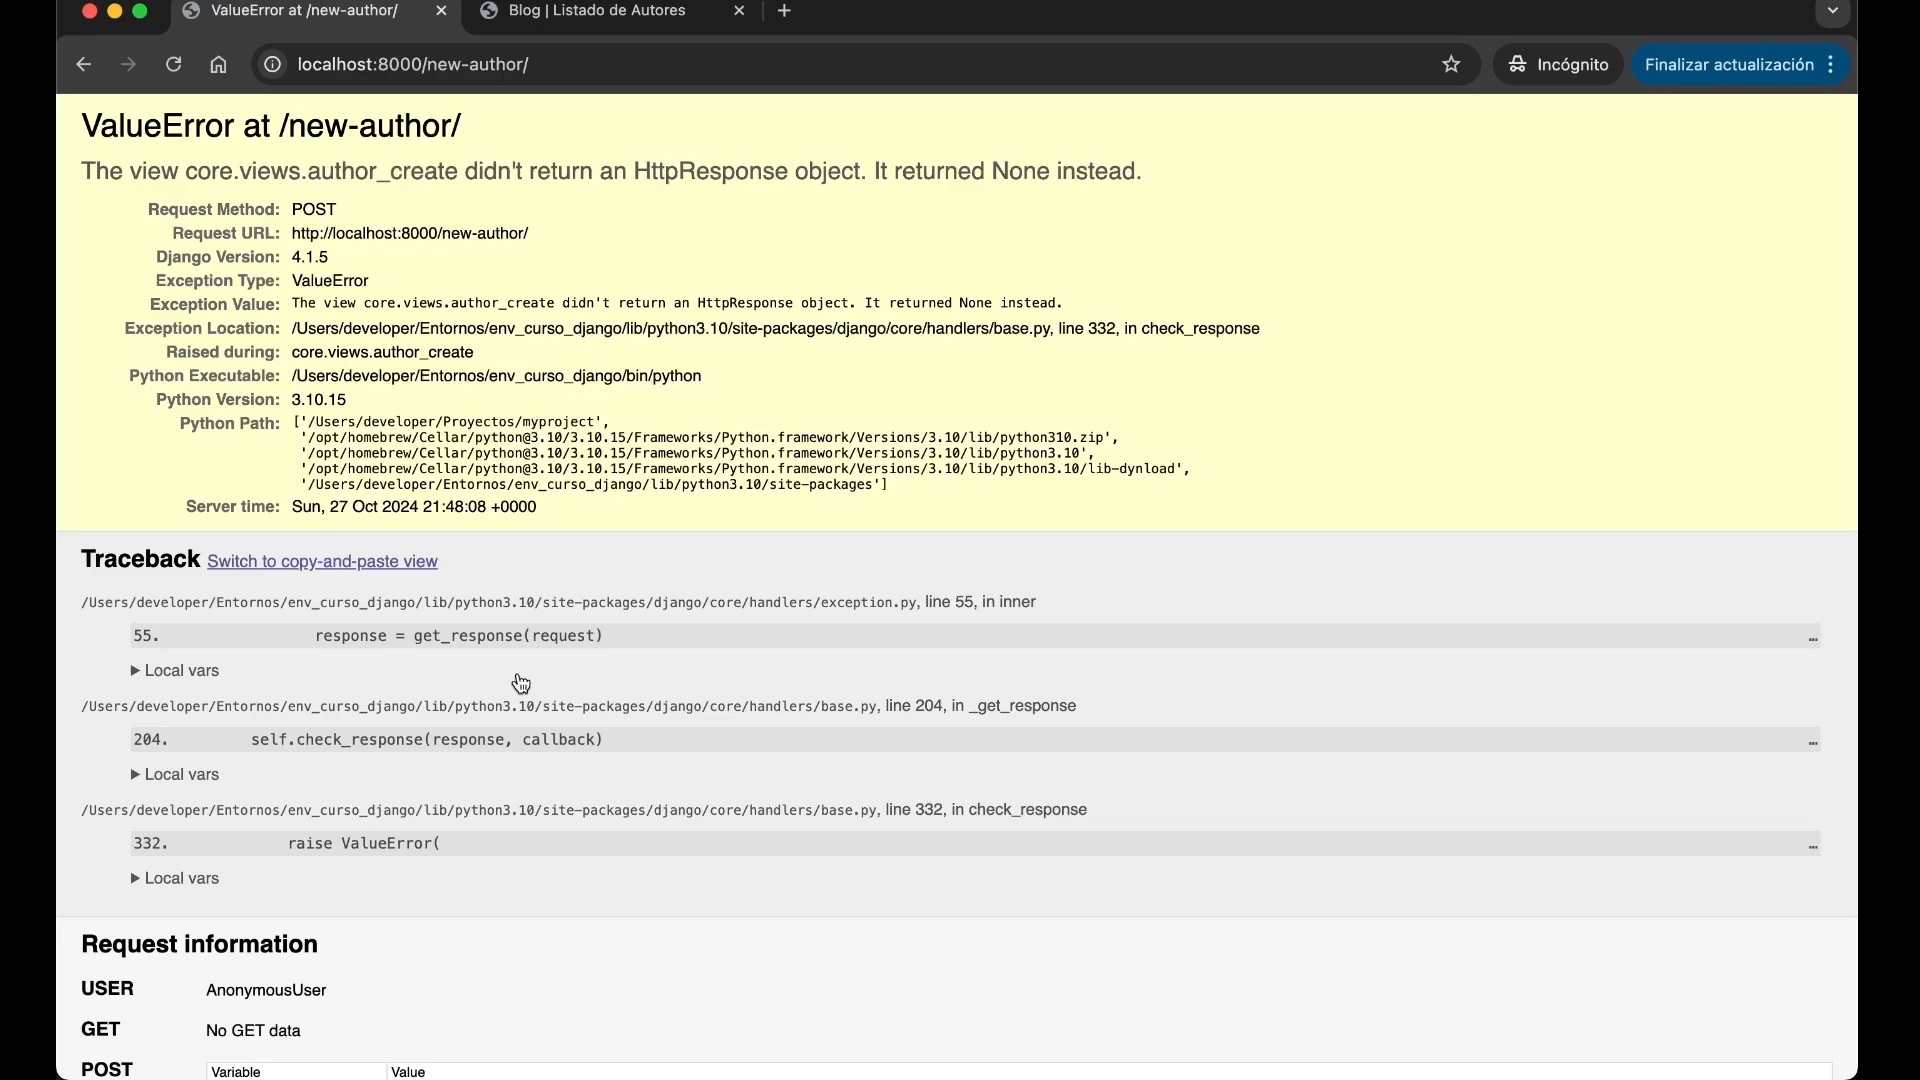 ValueError at /new-author/
Blog | Listado de Autores
localhost:8000/new-author/
Incógnito
Finalizar actualización
ValueError at /new-author/
The view core.views.author_create didn't return an HttpResponse object. It returned None instead.
Request Method: POST
Request URL: http://localhost:8000/new-author/
Django Version: 4.1.5
Exception Type: ValueError
Exception Value: The view core.views.author_create didn't return an HttpResponse object. It returned None instead.
Exception Location: /Users/developer/Entornos/env_curso_django/lib/python3.10/site-packages/django/core/handlers/base.py, line 332, in check_response
Raised during: core.views.author_create
Python Executable: /Users/developer/Entornos/env_curso_django/bin/python
Python Version: 3.10.15
Python Path: ['/Users/developer/Proyectos/myproject',
'/opt/homebrew/Cellar/python@3.10/3.10.15/Frameworks/Python.framework/Versions/3.10/lib/python310.zip',
'/opt/homebrew/Cellar/python@3.10/3.10.15/Frameworks/Python.framework/Versions/3.10/lib/python3.10',
'/opt/homebrew/Cellar/python@3.10/3.10.15/Frameworks/Python.framework/Versions/3.10/lib/python3.10/lib-dynload',
'/Users/developer/Entornos/env_curso_django/lib/python3.10/site-packages']
Server time: Sun, 27 Oct 2024 21:48:08 +0000
Traceback Switch to copy-and-paste view
/Users/developer/Entornos/env_curso_django/lib/python3.10/site-packages/django/core/handlers/exception.py, line 55, in inner
55. response = get_response(request) …
▶ Local vars
/Users/developer/Entornos/env_curso_django/lib/python3.10/site-packages/django/core/handlers/base.py, line 204, in _get_response
204. self.check_response(response, callback) …
▶ Local vars
/Users/developer/Entornos/env_curso_django/lib/python3.10/site-packages/django/core/handlers/base.py, line 332, in check_response
332. raise ValueError( …
▶ Local vars
Request information
USER AnonymousUser
GET No GET data
POST Variable Value